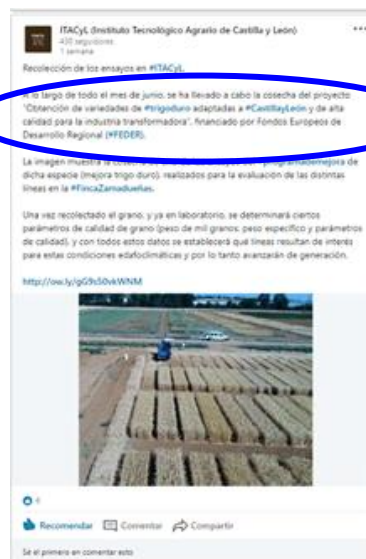 ITACyL (Instituto Tecnológico Agrario de Castilla y León)
430 seguidores
1 semana
Recolección de los ensayos en #ITACyL
A lo largo de todo el mes de junio, se ha llevado a cabo la cosecha del proyecto
"Obtención de variedades de #trigoduro adaptadas a #CastillayLeón y de alta
calidad para la industria transformadora", financiado por Fondos Europeos de
Desarrollo Regional (#FEDER).
La imagen muestra la cosecha de
de
dicha especie (mejora trigo duro), realizados para la evaluación de las distintas
líneas en la #FincaZamadueñas.
Una vez recolectado el grano, y ya en laboratorio, se determinará ciertos
parámetros de calidad de grano (peso de mil granos, peso específico y parámetros
de calidad), y con todos estos datos se establecerá qué líneas resultan de interés
para estas condiciones edafoclimáticas y por lo tanto avanzarán de generación.
http://ow.ly/gG9s50vkWNM
4
Recomendar Comentar Compartir
Sé el primero en comentar esto